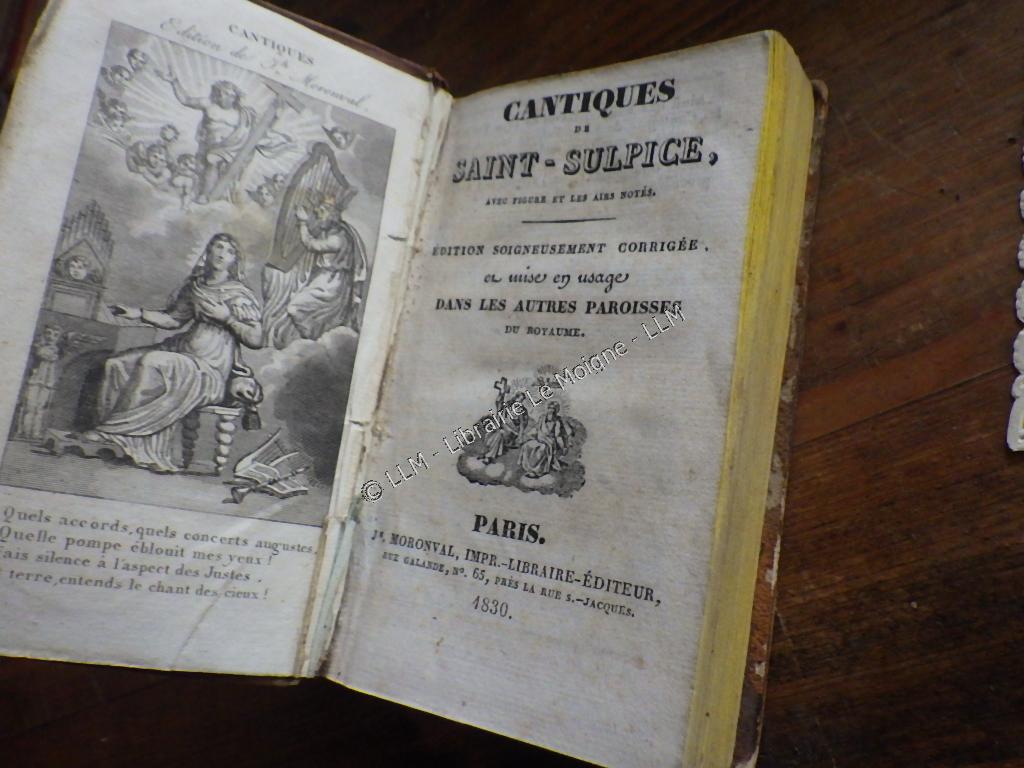 CANTIQUES
Edition de Jh Moronval.
Quels accords, quels concerts augustes,
Quelle pompe éblouit mes yeux !
Fais silence à l'aspect des Justes,
terre, entends le chant des cieux !
CANTIQUES
DE
SAINT-SULPICE,
AVEC FIGURE ET LES AIRS NOTÉS.
ÉDITION SOIGNEUSEMENT CORRIGÉE,
et mise en usage
DANS LES AUTRES PAROISSES
DU ROYAUME.
PARIS.
Jh. MORONVAL, IMPR.-LIBRAIRE-ÉDITEUR,
RUE GALANDE, No. 65, PRÈS LA RUE S.-JACQUES.
1830.
© LLM - Librairie Le Moigne - LLM